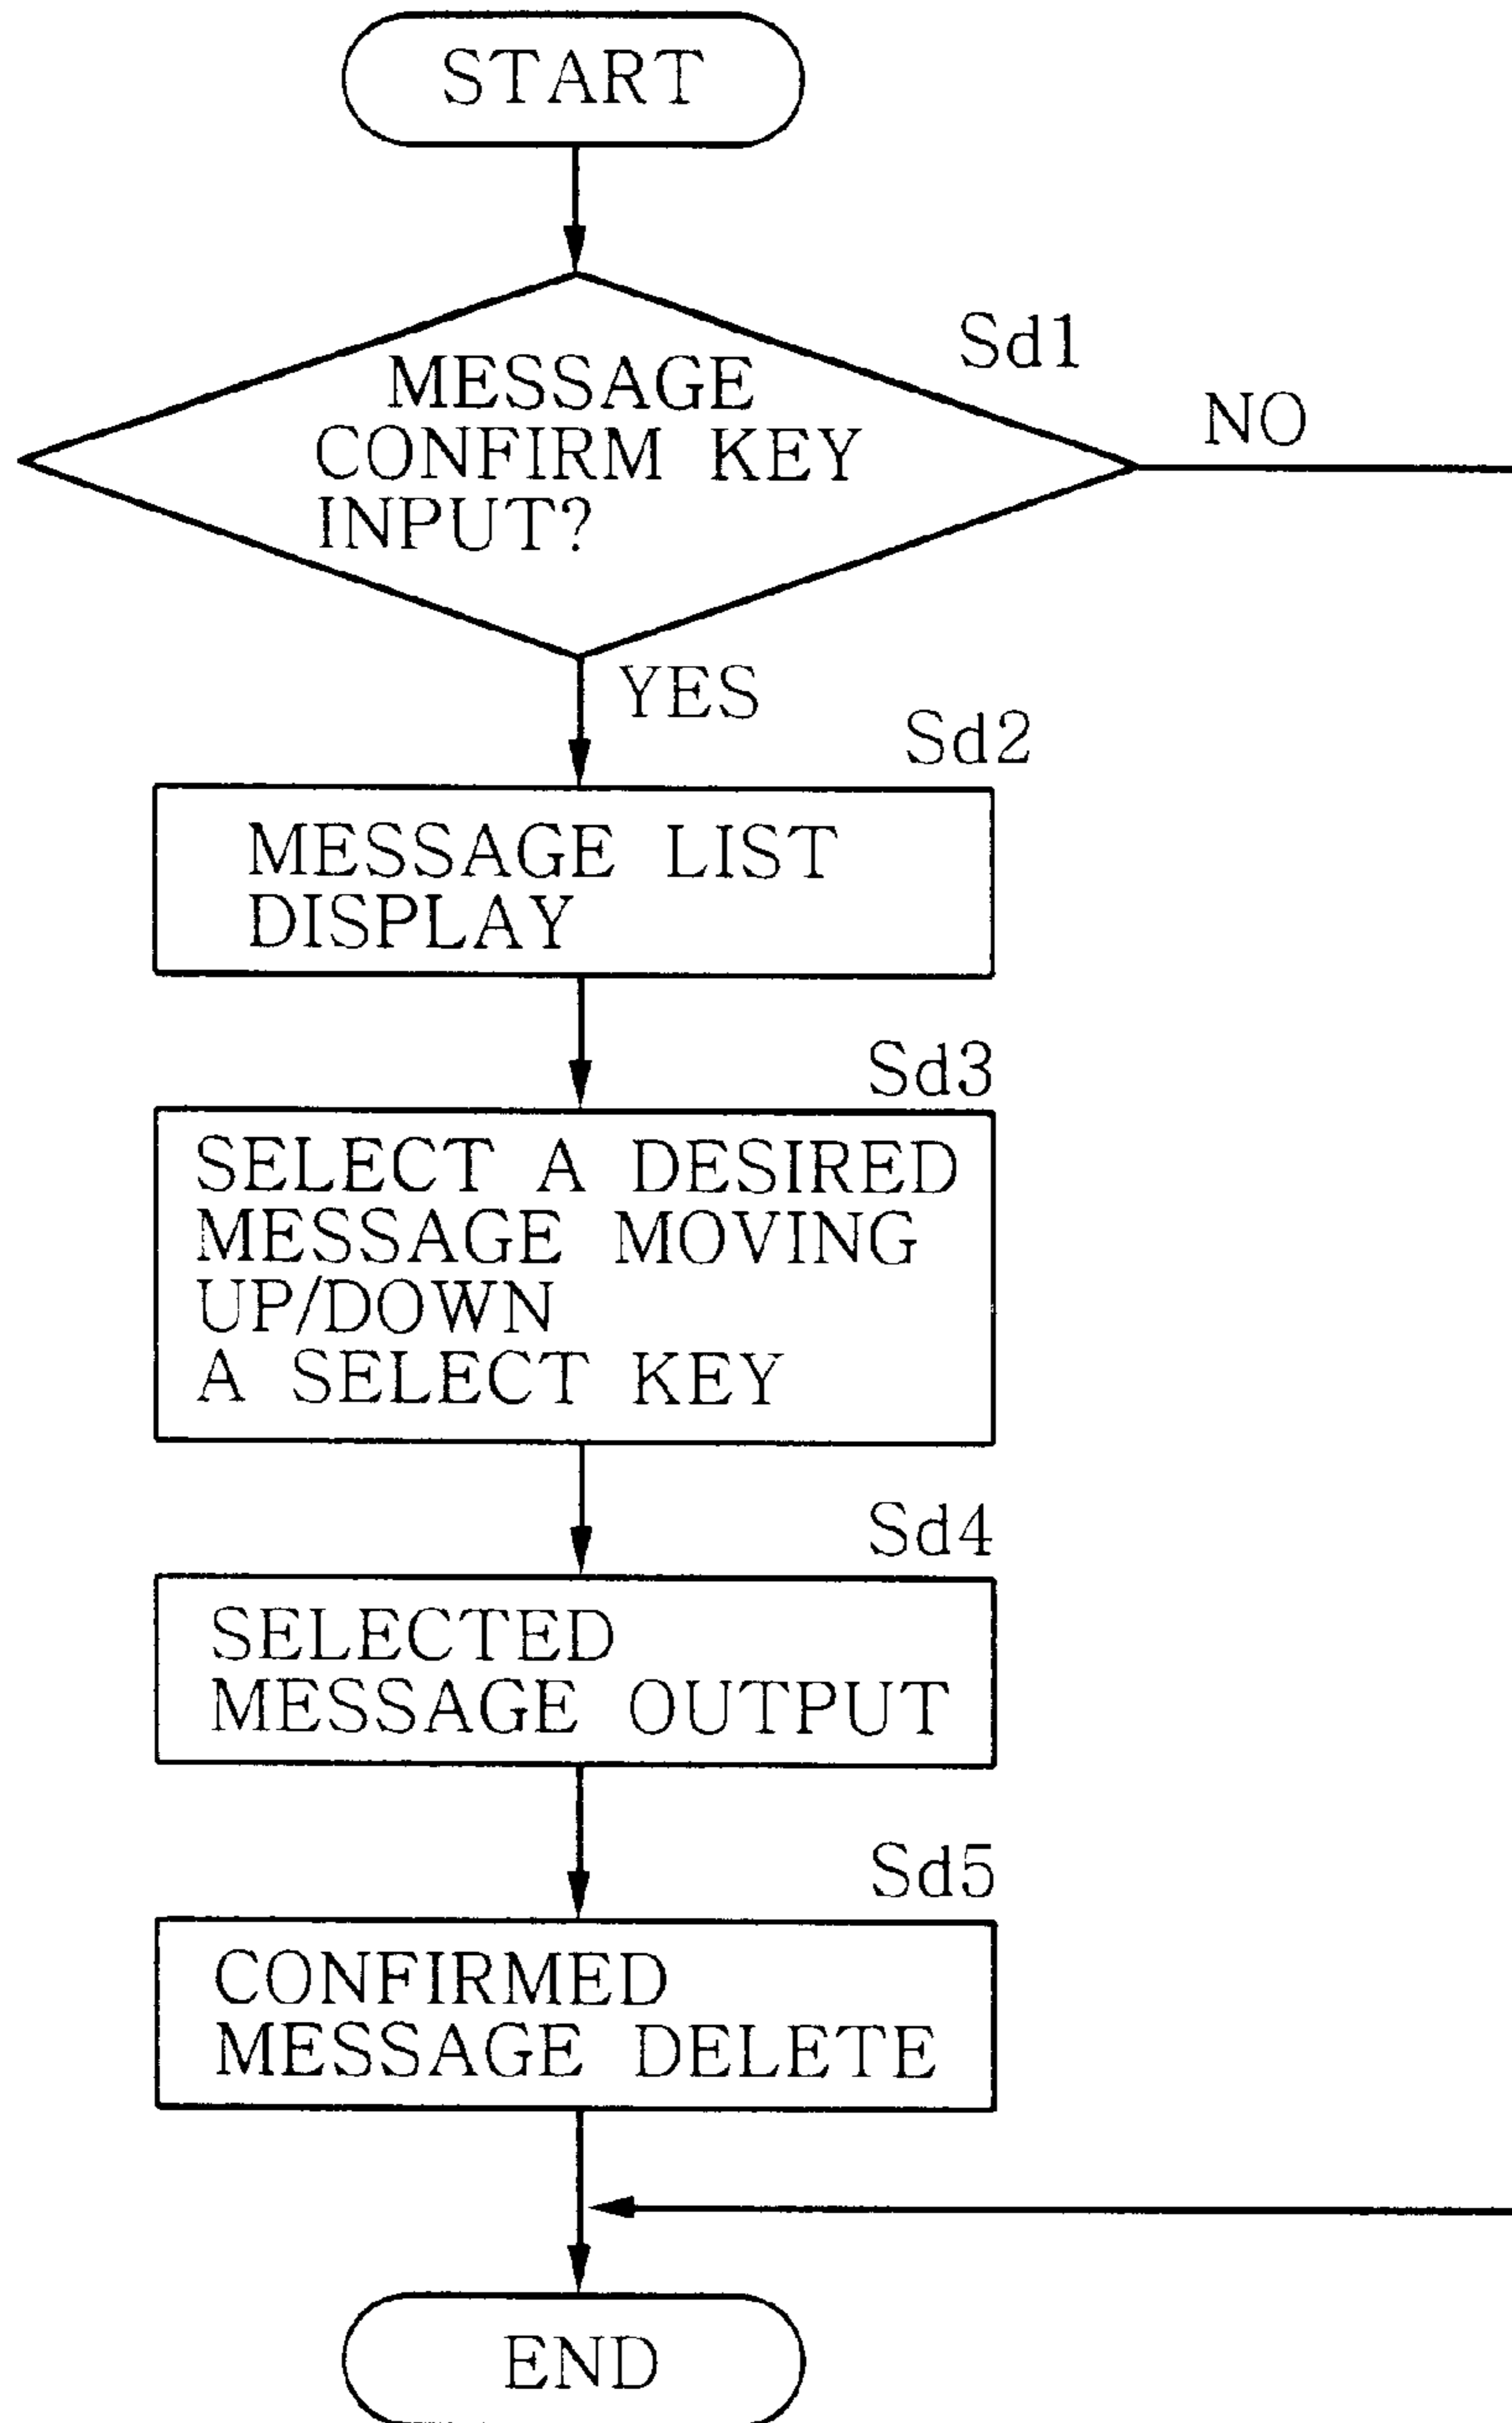 START
Sd1
MESSAGE
CONFIRM KEY
INPUT?
NO
YES
Sd2
MESSAGE LIST
DISPLAY
Sd3
SELECT A DESIRED
MESSAGE MOVING
UP/DOWN
A SELECT KEY
Sd4
SELECTED
MESSAGE OUTPUT
Sd5
CONFIRMED
MESSAGE DELETE
END